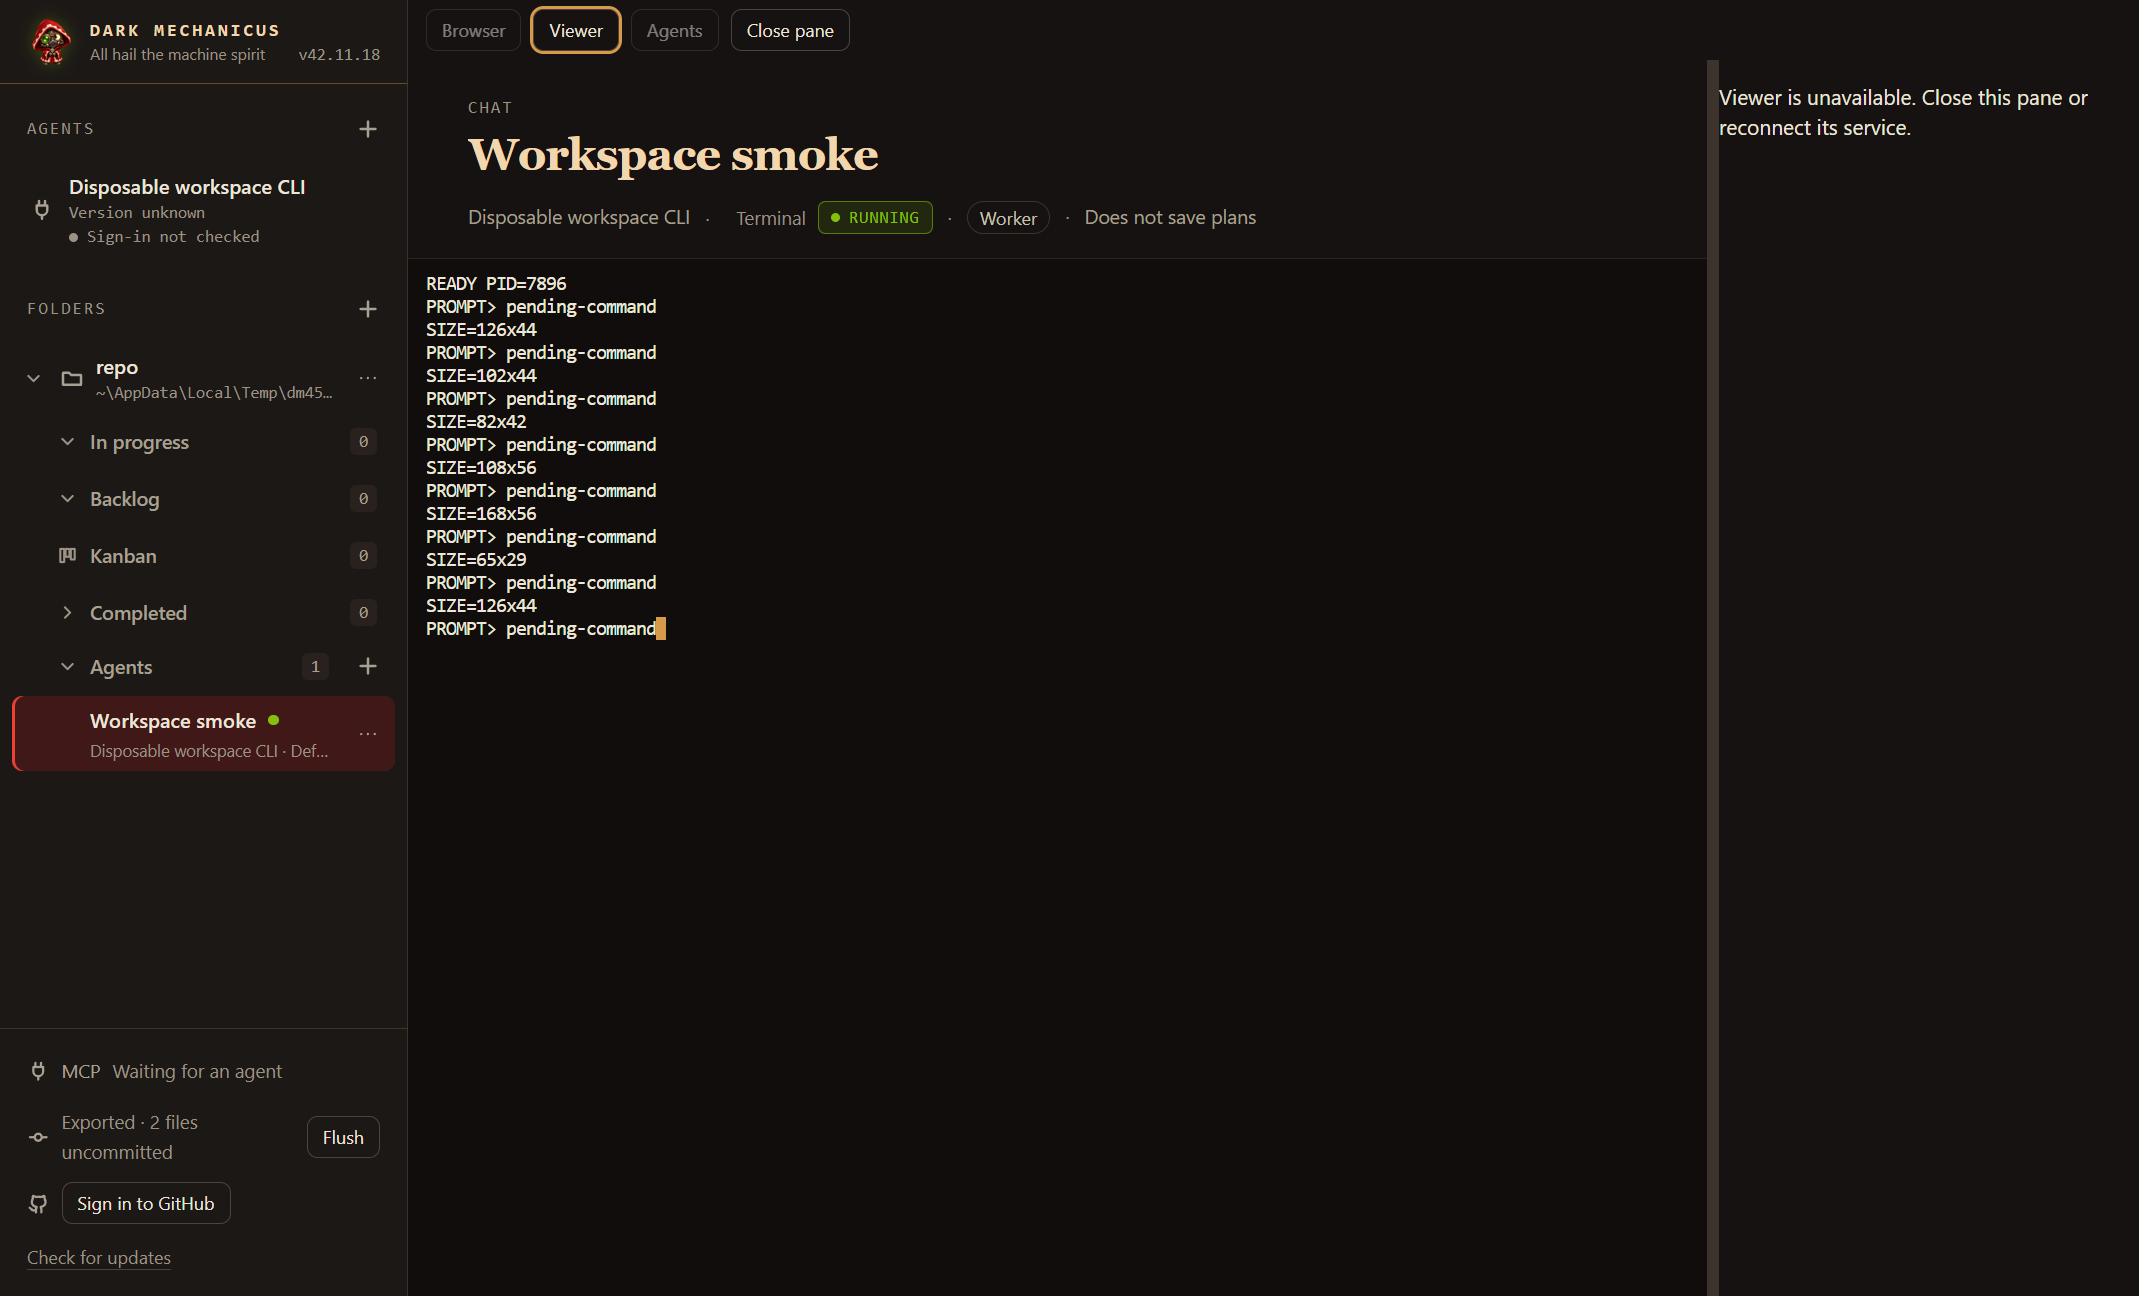 DARK MECHANICUS
All hail the machine spirit v42.11.18
AGENTS
Disposable workspace CLI
Version unknown
Sign-in not checked
FOLDERS
repo
~\AppData\Local\Temp\dm45…
In progress 0
Backlog 0
Kanban 0
Completed 0
Agents 1
Workspace smoke
Disposable workspace CLI · Def…
MCP Waiting for an agent
Exported · 2 files
uncommitted
Flush
Sign in to GitHub
Check for updates
Browser Viewer Agents Close pane
CHAT
Workspace smoke
Disposable workspace CLI · Terminal RUNNING · Worker · Does not save plans
READY PID=7896
PROMPT> pending-command
SIZE=126x44
PROMPT> pending-command
SIZE=102x44
PROMPT> pending-command
SIZE=82x42
PROMPT> pending-command
SIZE=108x56
PROMPT> pending-command
SIZE=168x56
PROMPT> pending-command
SIZE=65x29
PROMPT> pending-command
SIZE=126x44
PROMPT> pending-command
Viewer is unavailable. Close this pane or
reconnect its service.